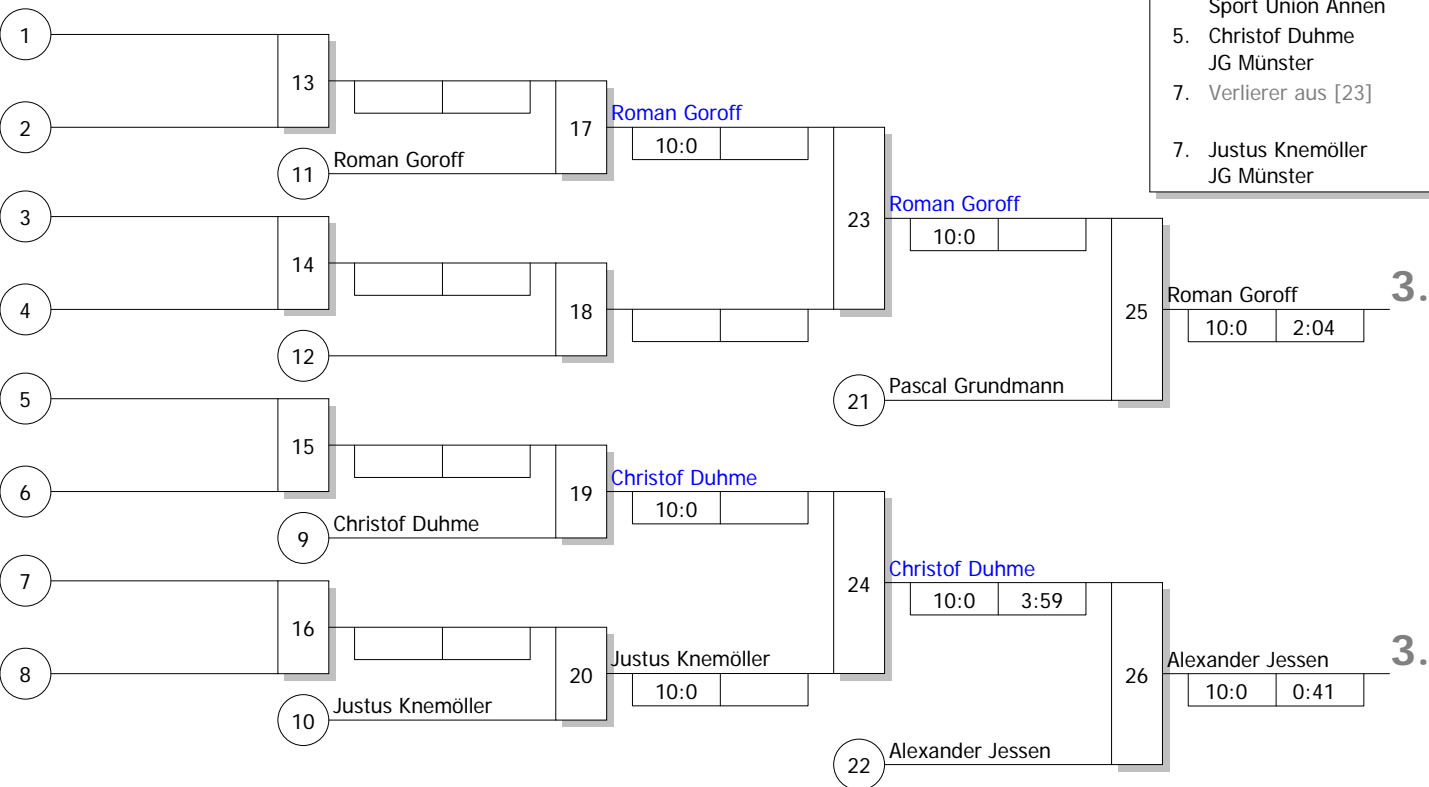 Sport Union Annen
5. Christof Duhme
JG Münster
7. Verlierer aus [23]
7. Justus Knemöller
JG Münster
1
13
2
17
Roman Goroff
10:0
11
Roman Goroff
3
14
4
18
12
23
Roman Goroff
10:0
25
Roman Goroff
3.
10:0 2:04
21
Pascal Grundmann
5
15
6
19
Christof Duhme
10:0
9
Christof Duhme
7
16
8
20
Justus Knemöller
10:0
10
Justus Knemöller
24
Christof Duhme
10:0 3:59
26
Alexander Jessen
3.
10:0 0:41
22
Alexander Jessen